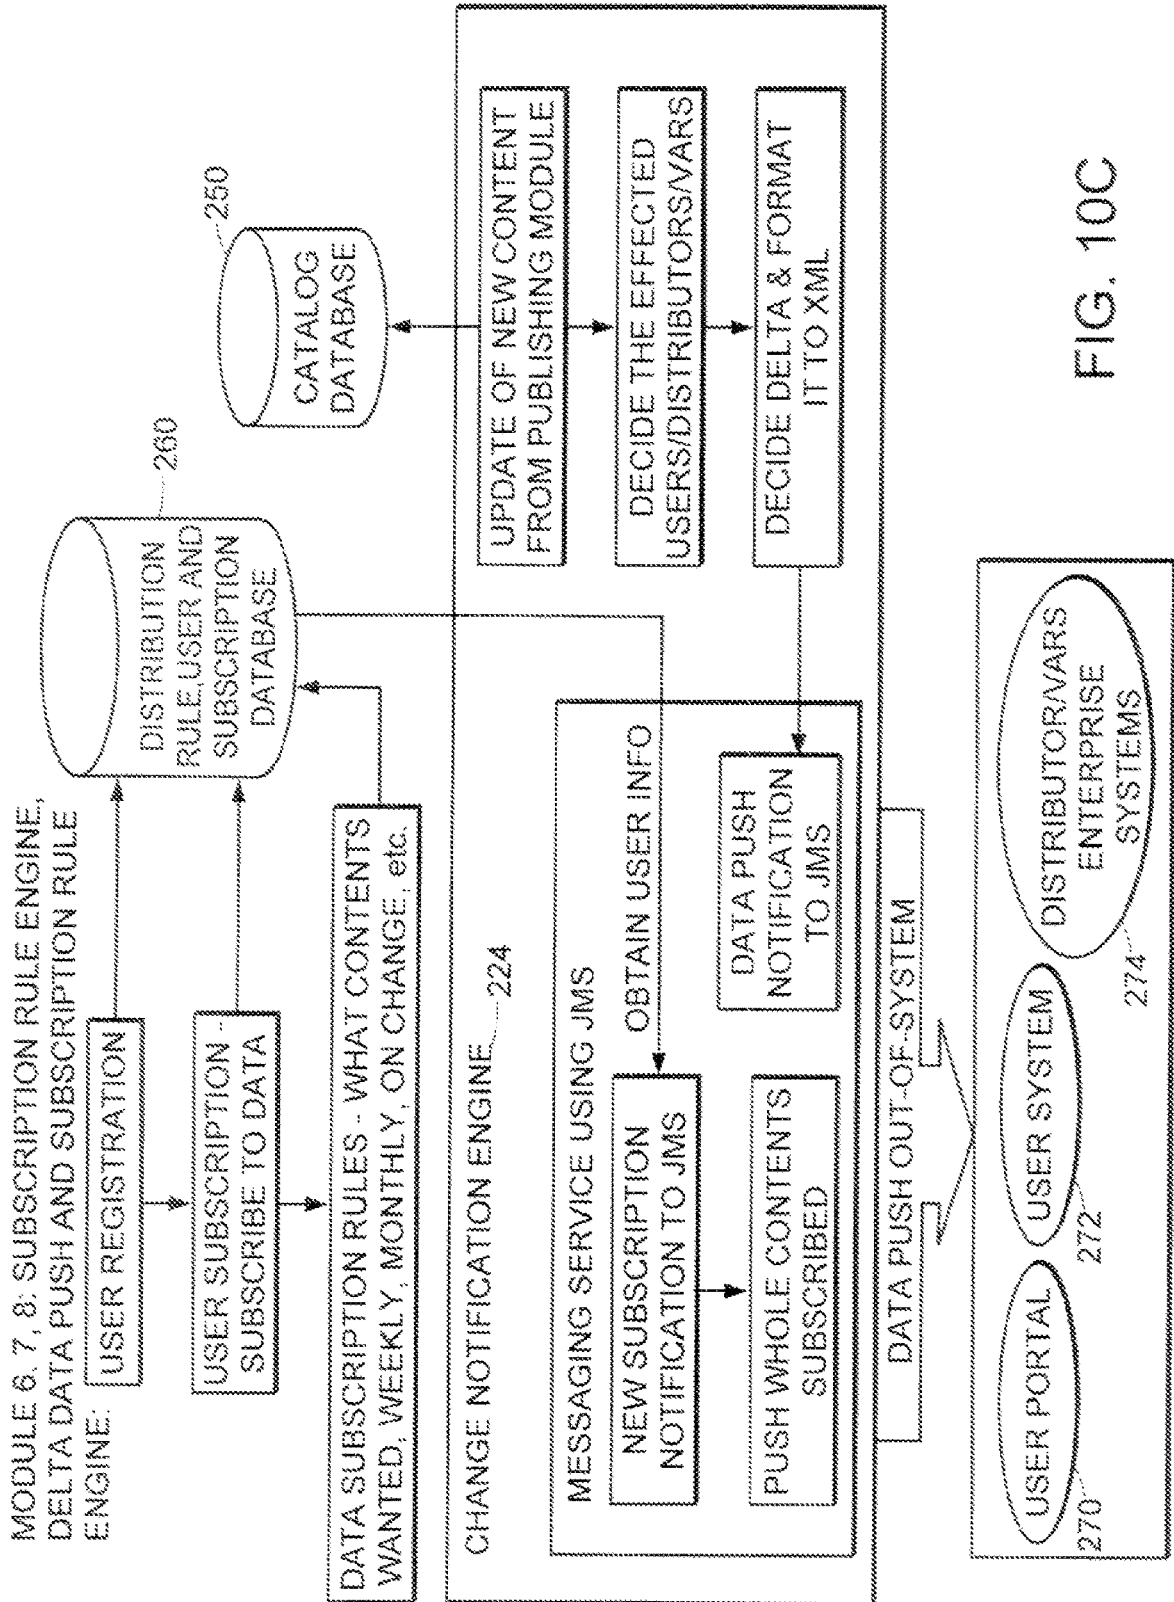 MODULE 6. 7, 8: SUBSCRIPTION RULE ENGINE,
DELTA DATA PUSH AND SUBSCRIPTION RULE
ENGINE:
USER REGISTRATION
USER SUBSCRIPTION -
SUBSCRIBE TO DATA
DATA SUBSCRIPTION RULES - WHAT CONTENTS
WANTED, WEEKLY, MONTHLY, ON CHANGE, etc.
260
DISTRIBUTION
RULE,USER AND
SUBSCRIPTION
DATABASE
250
CATALOG
DATABASE
CHANGE NOTIFICATION ENGINE
224
MESSAGING SERVICE USING JMS
OBTAIN USER INFO
NEW SUBSCRIPTION
NOTIFICATION TO JMS
PUSH WHOLE CONTENTS
SUBSCRIBED
DATA PUSH
NOTIFICATION
TO JMS
UPDATE OF NEW CONTENT
FROM PUBLISHING MODULE
DECIDE THE EFFECTED
USERS/DISTRIBUTORS/VARS
DECIDE DELTA & FORMAT
IT TO XML
DATA PUSH OUT-OF-SYSTEM
USER PORTAL
270
USER SYSTEM
272
DISTRIBUTOR/VARS
ENTERPRISE
SYSTEMS
274
FIG. 10C